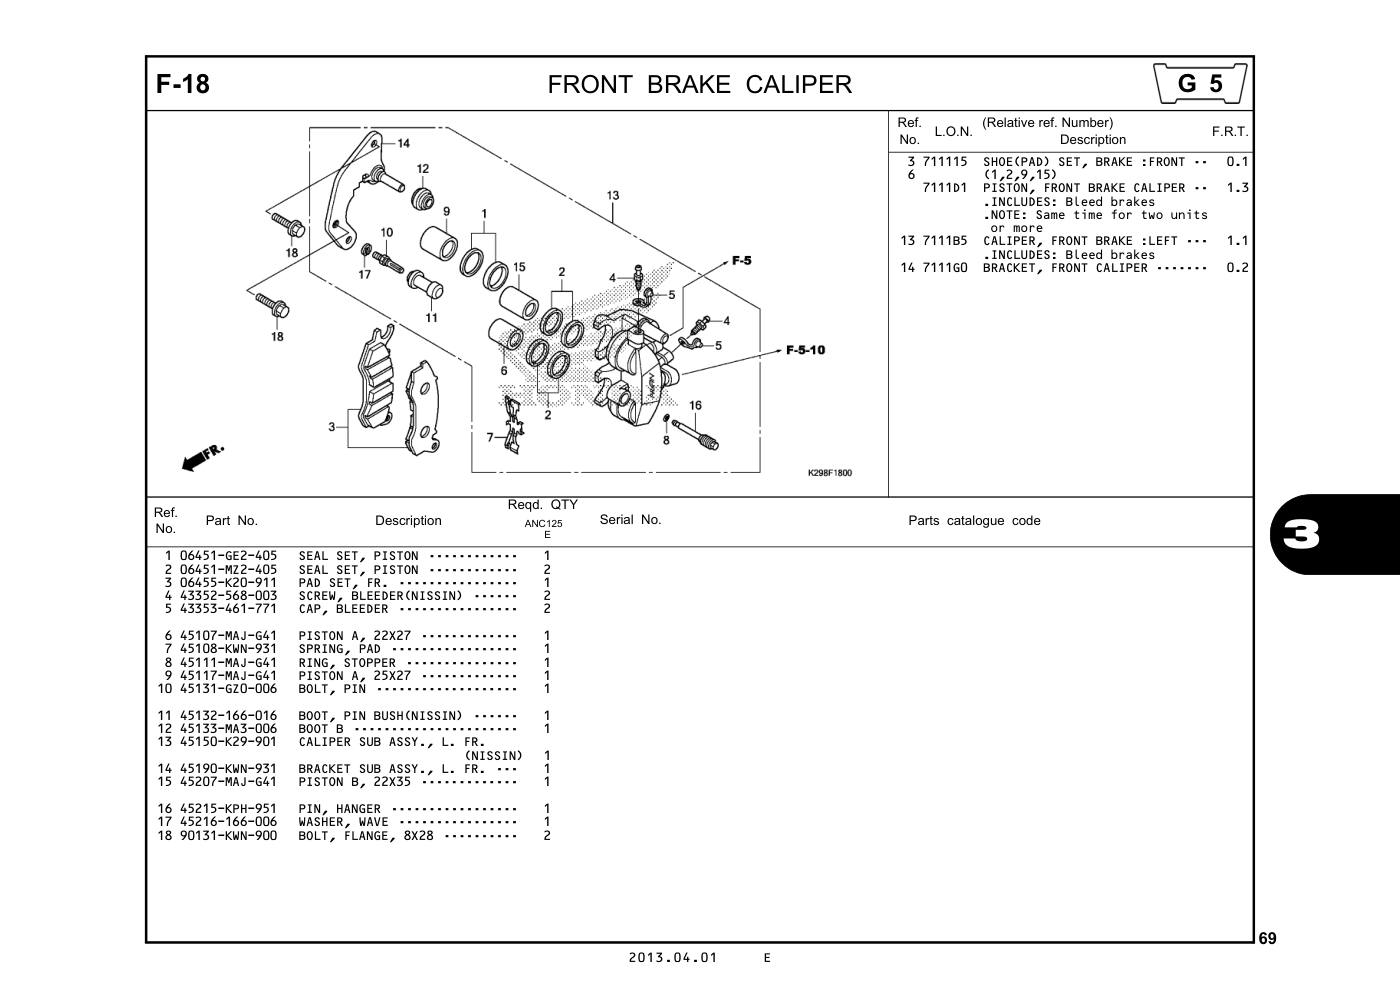 F-18
FRONT BRAKE CALIPER
G 5
14
12
13
9
1
10
18
17
15
2
4
5
F-5
11
4
5
18
6
F-5-10
2
16
3
7
8
FR.
K298F1800
Ref. No. L.O.N. (Relative ref. Number) Description F.R.T.
3 711115 SHOE(PAD) SET, BRAKE :FRONT ·· 0.1
6 (1,2,9,15)
7111D1 PISTON, FRONT BRAKE CALIPER ·· 1.3
.INCLUDES: Bleed brakes
.NOTE: Same time for two units
or more
13 7111B5 CALIPER, FRONT BRAKE :LEFT ··· 1.1
.INCLUDES: Bleed brakes
14 7111G0 BRACKET, FRONT CALIPER ······· 0.2
Ref. No. Part No. Description Reqd. QTY Serial No. Parts catalogue code
ANC125
E
1 06451-GE2-405 SEAL SET, PISTON ············ 1
2 06451-MZ2-405 SEAL SET, PISTON ············ 2
3 06455-K20-911 PAD SET, FR. ················ 1
4 43352-568-003 SCREW, BLEEDER(NISSIN) ······ 2
5 43353-461-771 CAP, BLEEDER ················ 2
6 45107-MAJ-G41 PISTON A, 22X27 ············· 1
7 45108-KWN-931 SPRING, PAD ················· 1
8 45111-MAJ-G41 RING, STOPPER ··············· 1
9 45117-MAJ-G41 PISTON A, 25X27 ············· 1
10 45131-GZ0-006 BOLT, PIN ··················· 1
11 45132-166-016 BOOT, PIN BUSH(NISSIN) ······ 1
12 45133-MA3-006 BOOT B ······················ 1
13 45150-K29-901 CALIPER SUB ASSY., L. FR.
(NISSIN) 1
14 45190-KWN-931 BRACKET SUB ASSY., L. FR. ··· 1
15 45207-MAJ-G41 PISTON B, 22X35 ············· 1
16 45215-KPH-951 PIN, HANGER ················· 1
17 45216-166-006 WASHER, WAVE ················ 1
18 90131-KWN-900 BOLT, FLANGE, 8X28 ·········· 2
3
69
2013.04.01 E